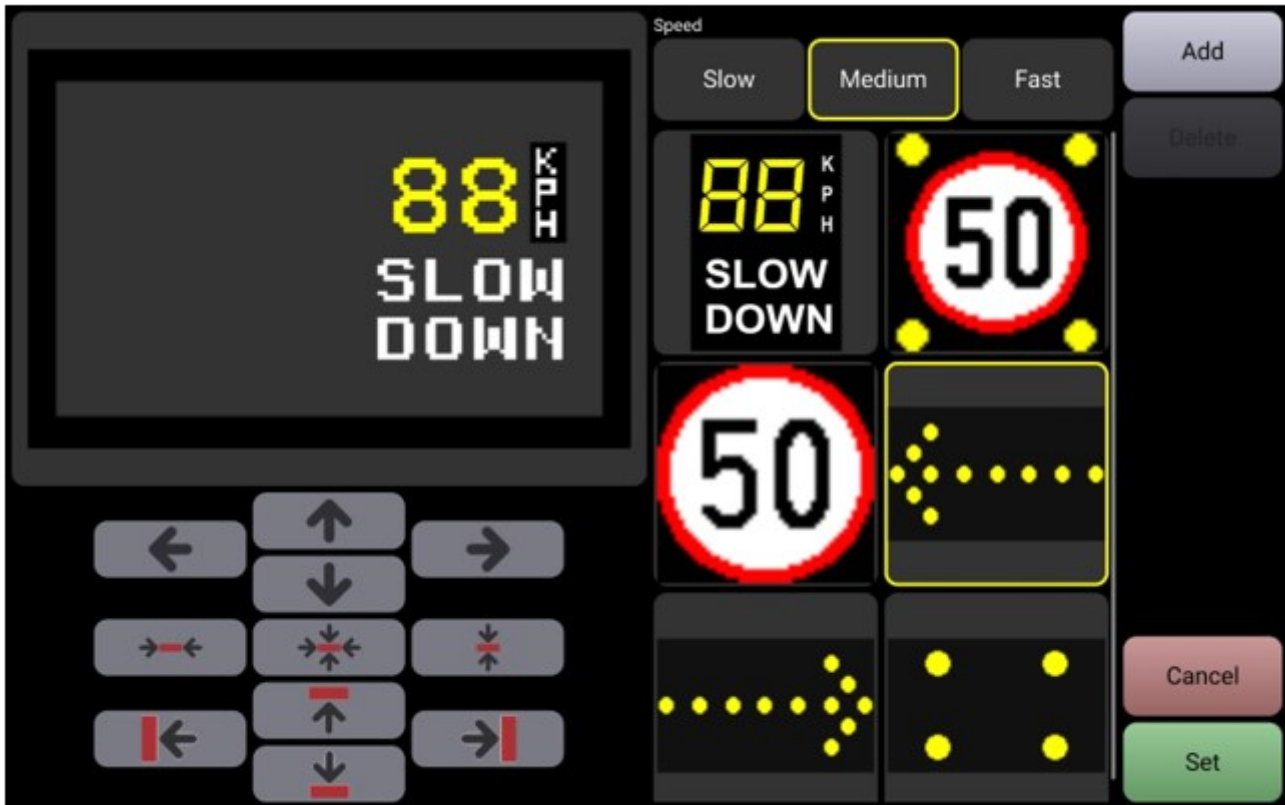 88 KPH
SLOW
DOWN
Speed
Slow Medium Fast
88 KPH
SLOW
DOWN
50
50
Add
Delete
Cancel
Set